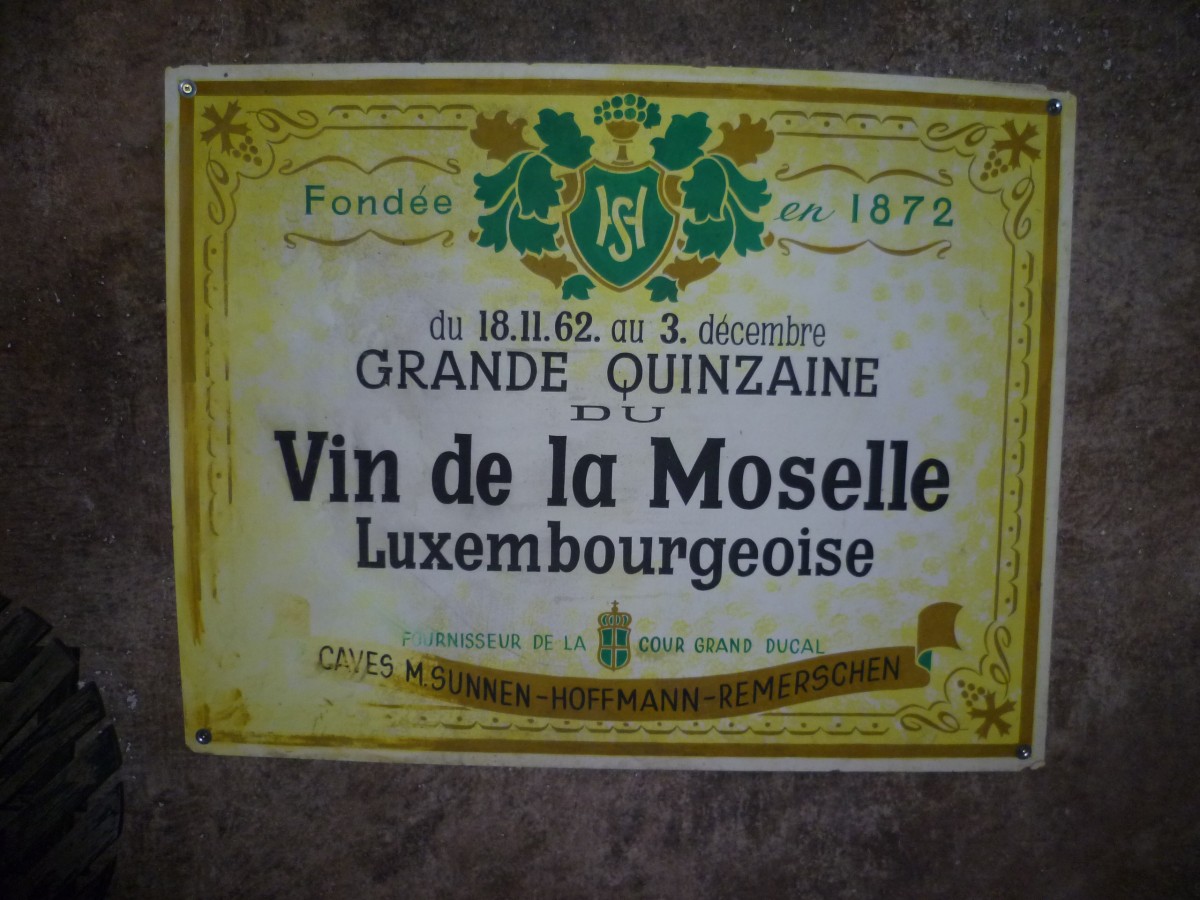 Fondée en 1872
HSH
du 18.11.62. au 3. décembre
GRANDE QUINZAINE
DU
Vin de la Moselle
Luxembourgeoise
FOURNISSEUR DE LA COUR GRAND DUCAL
CAVES M.SUNNEN-HOFFMANN-REMERSCHEN